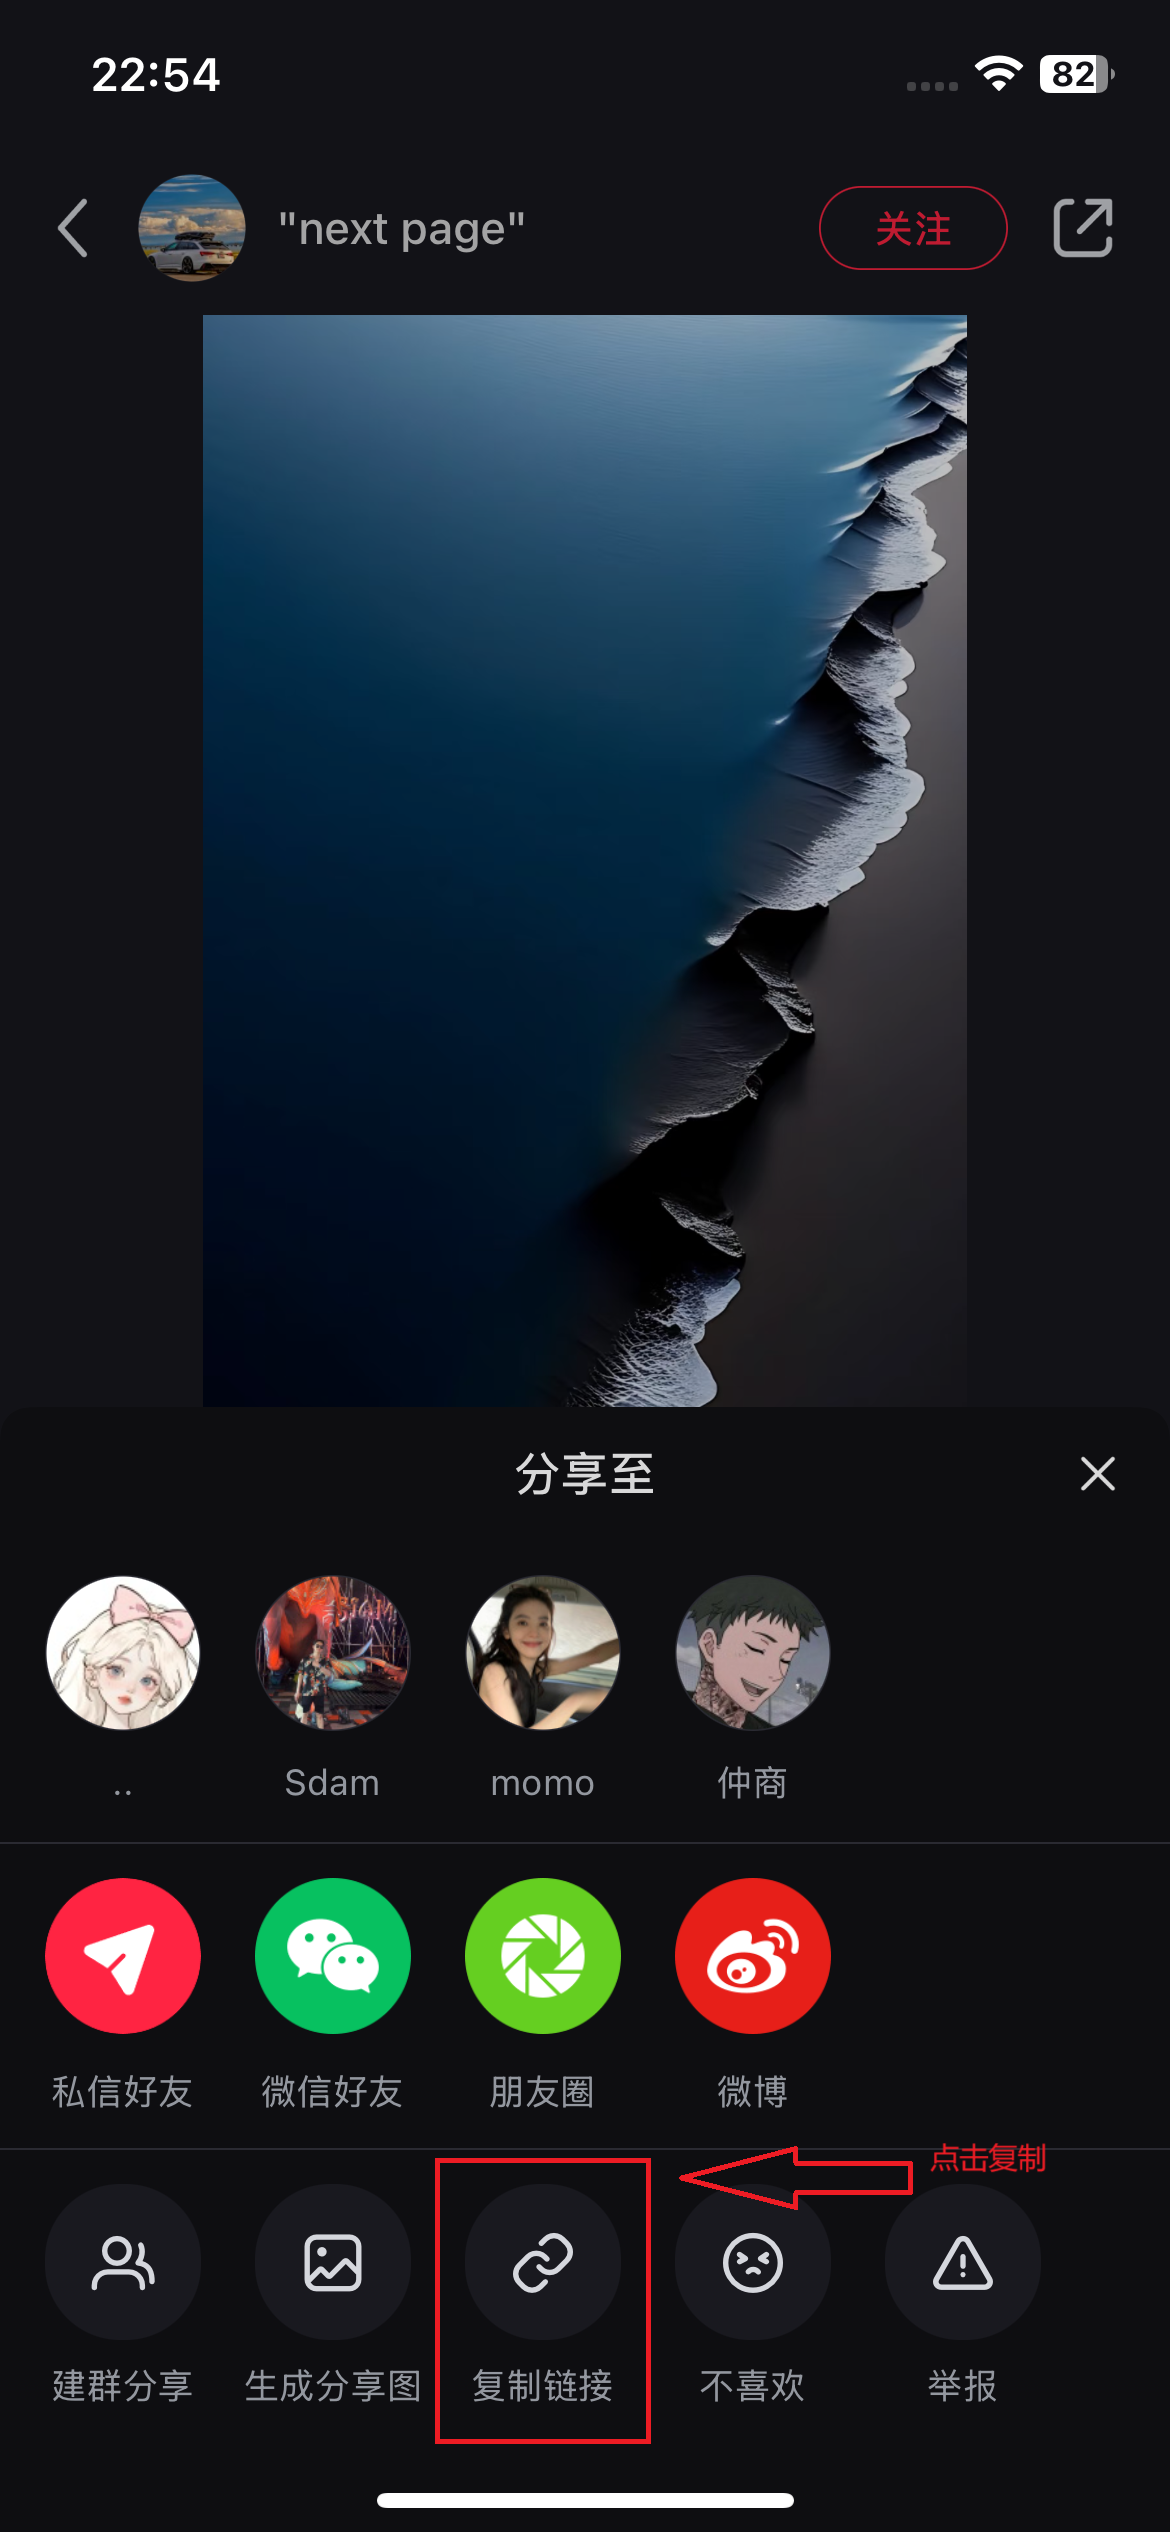 22:54
82
"next page"
关注
分享至
..
Sdam
momo
仲商
私信好友
微信好友
朋友圈
微博
点击复制
建群分享
生成分享图
复制链接
不喜欢
举报